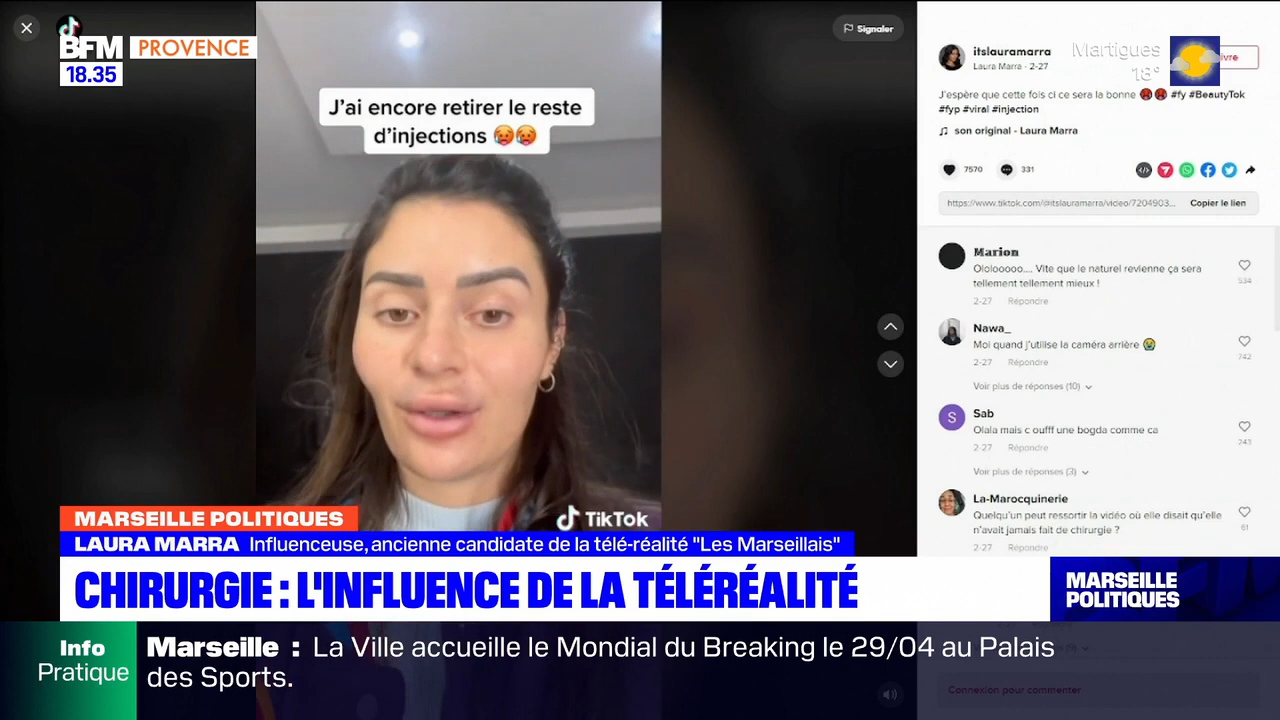 BFM PROVENCE
18.35
Signaler
J'ai encore retirer le reste
d'injections 🥵🥵
TikTok
itslauramarra
Laura Marra · 2-27
Martigues
18°
J'espère que cette fois ci ce sera la bonne 🥵🥵 #fy #BeautyTok
#fyp #viral #injection
son original - Laura Marra
7570
331
https://www.tiktok.com/@itslauramarra/video/7204903...
Copier le lien
Marion
Olololoooo.... Vite que le naturel revienne ça sera
tellement tellement mieux !
534
2-27 Répondre
Nawa_
Moi quand j'utilise la caméra arrière 😭
742
2-27 Répondre
Voir plus de réponses (10)
S
Sab
Olala mais c oufff une bogda comme ca
243
2-27 Répondre
Voir plus de réponses (3)
La-Marocquinerie
Quelqu'un peut ressortir la vidéo où elle disait qu'elle
n'avait jamais fait de chirurgie ?
61
2-27 Répondre
MARSEILLE POLITIQUES
LAURA MARRA Influenceuse, ancienne candidate de la télé-réalité "Les Marseillais"
CHIRURGIE : L'INFLUENCE DE LA TÉLÉRÉALITÉ
MARSEILLE
POLITIQUES
Info
Pratique
Marseille : La Ville accueille le Mondial du Breaking le 29/04 au Palais
des Sports.
Connexion pour commenter